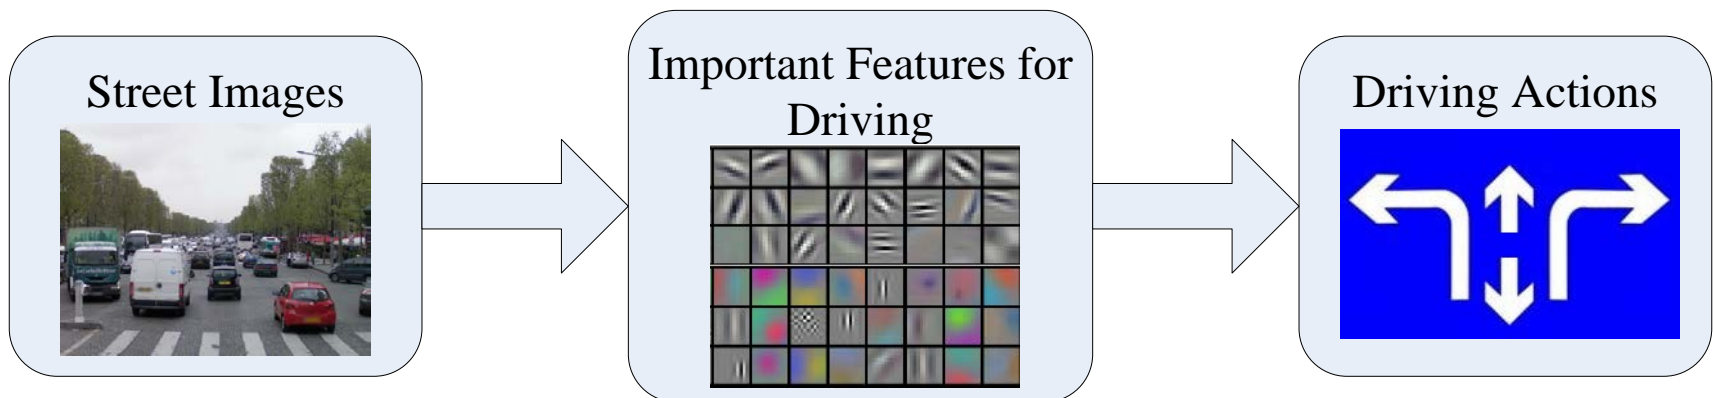 Street Images
Important Features for
Driving
Driving Actions